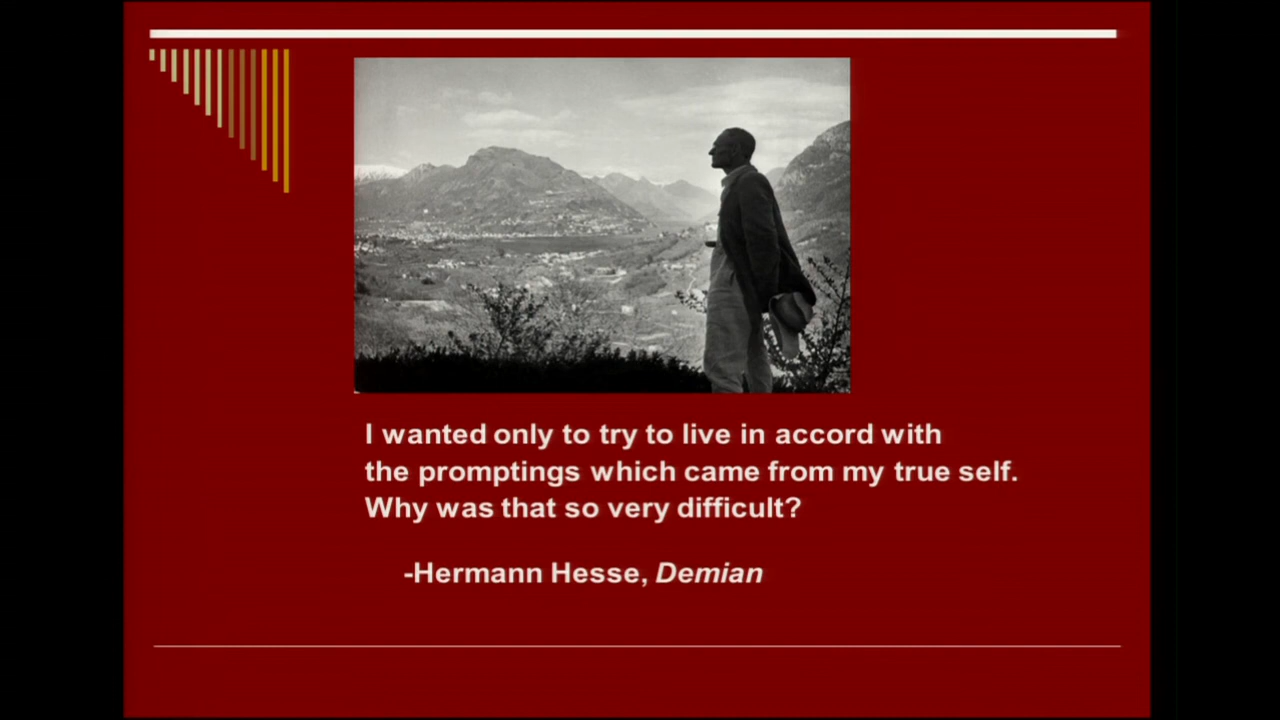 I wanted only to try to live in accord with
the promptings which came from my true self.
Why was that so very difficult?
-Hermann Hesse, Demian